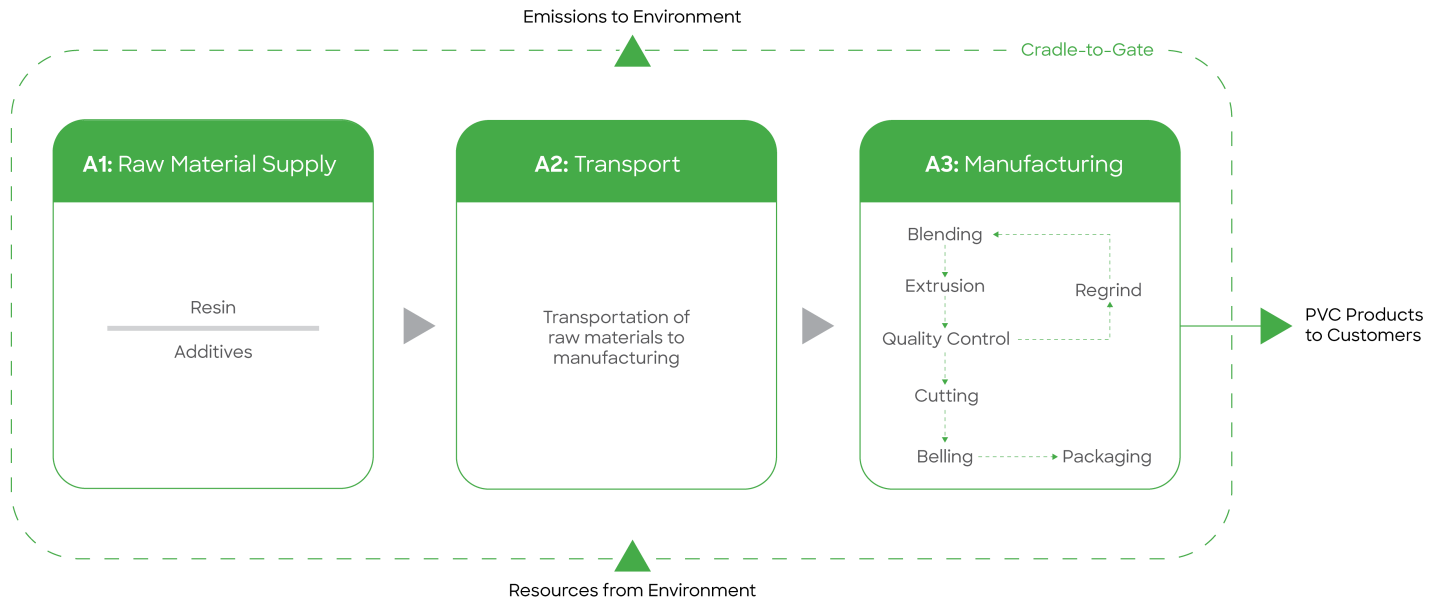 Emissions to Environment
Cradle-to-Gate
A1: Raw Material Supply
Resin
Additives
A2: Transport
Transportation of
raw materials to
manufacturing
A3: Manufacturing
Blending
Extrusion
Regrind
Quality Control
Cutting
Belling
Packaging
PVC Products
to Customers
Resources from Environment